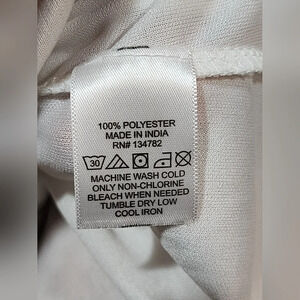 100% POLYESTER
MADE IN INDIA
RN# 134782
30
MACHINE WASH COLD
ONLY NON-CHLORINE
BLEACH WHEN NEEDED
TUMBLE DRY LOW
COOL IRON